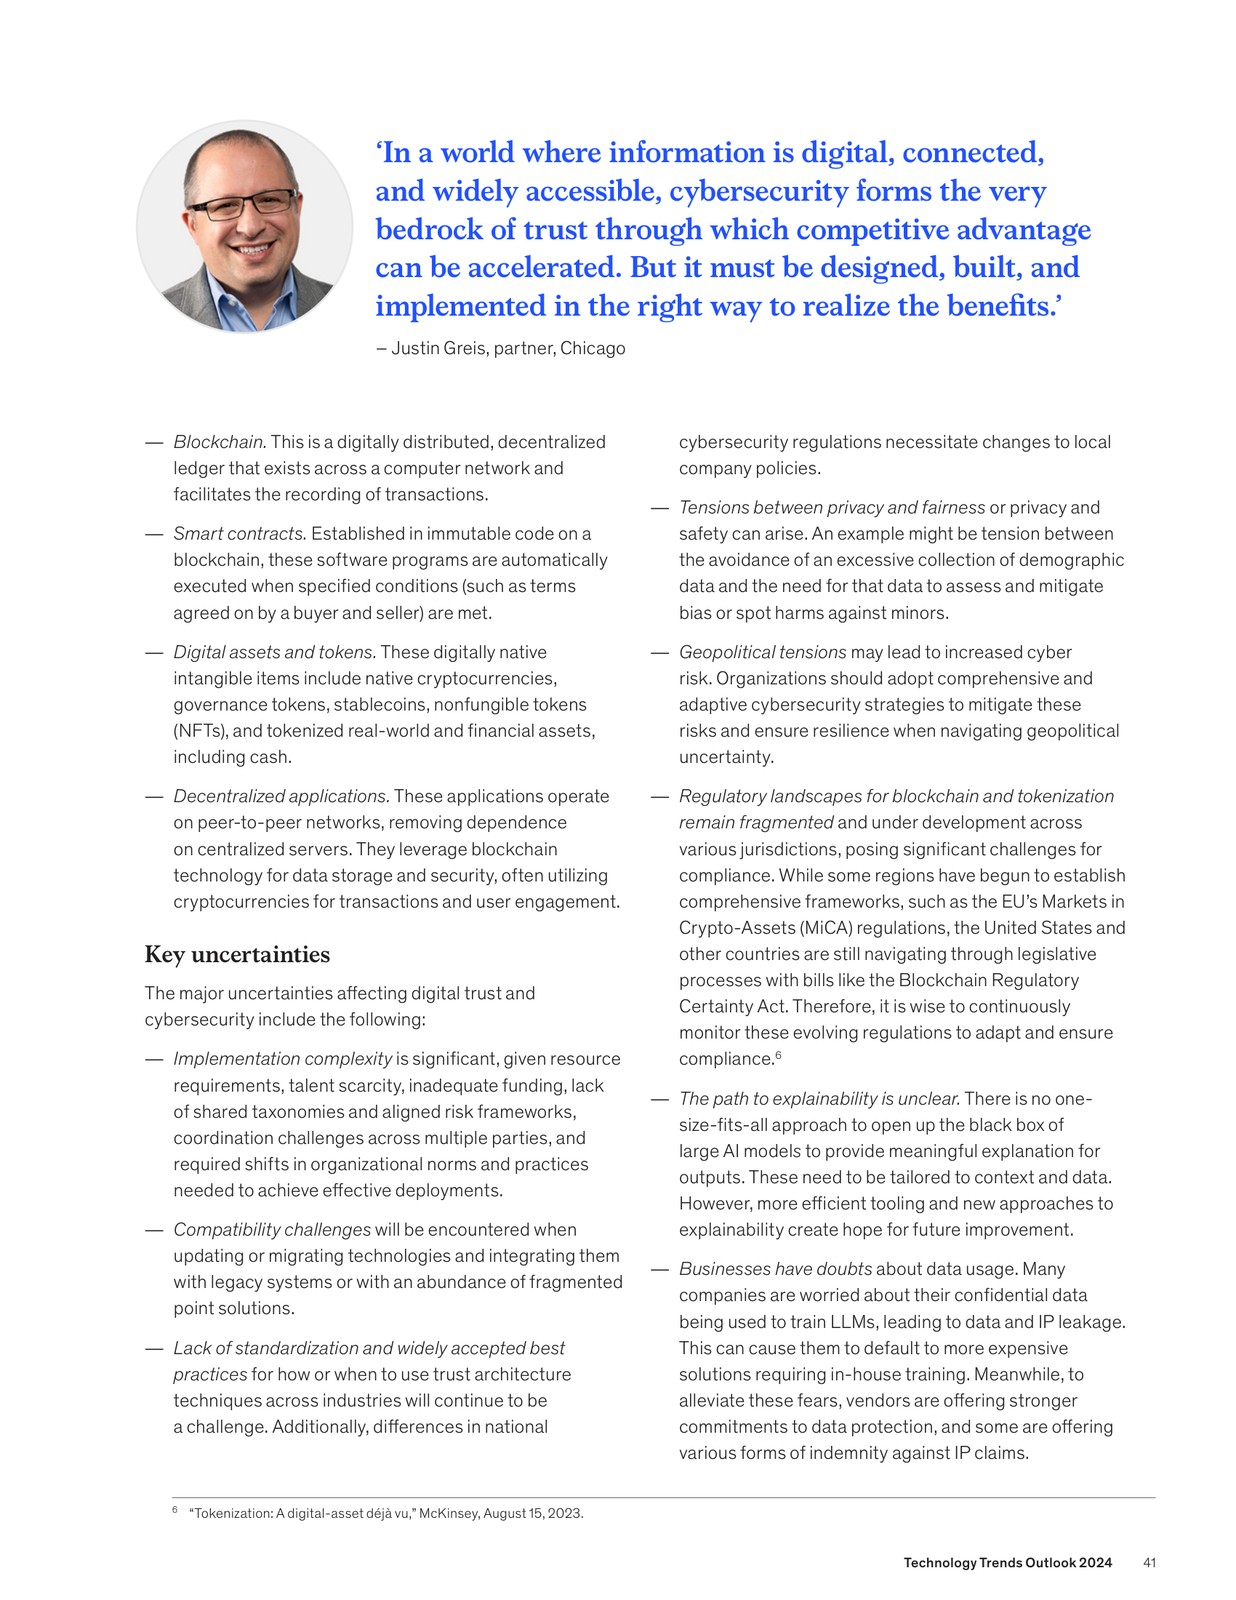 ‘In a world where information is digital, connected,
and widely accessible, cybersecurity forms the very
bedrock of trust through which competitive advantage
can be accelerated. But it must be designed, built, and
implemented in the right way to realize the benefits.’
– Justin Greis, partner, Chicago
— Blockchain. This is a digitally distributed, decentralized
ledger that exists across a computer network and
facilitates the recording of transactions.
— Smart contracts. Established in immutable code on a
blockchain, these software programs are automatically
executed when specified conditions (such as terms
agreed on by a buyer and seller) are met.
— Digital assets and tokens. These digitally native
intangible items include native cryptocurrencies,
governance tokens, stablecoins, nonfungible tokens
(NFTs), and tokenized real-world and financial assets,
including cash.
— Decentralized applications. These applications operate
on peer-to-peer networks, removing dependence
on centralized servers. They leverage blockchain
technology for data storage and security, often utilizing
cryptocurrencies for transactions and user engagement.
Key uncertainties
The major uncertainties affecting digital trust and
cybersecurity include the following:
— Implementation complexity is significant, given resource
requirements, talent scarcity, inadequate funding, lack
of shared taxonomies and aligned risk frameworks,
coordination challenges across multiple parties, and
required shifts in organizational norms and practices
needed to achieve effective deployments.
— Compatibility challenges will be encountered when
updating or migrating technologies and integrating them
with legacy systems or with an abundance of fragmented
point solutions.
— Lack of standardization and widely accepted best
practices for how or when to use trust architecture
techniques across industries will continue to be
a challenge. Additionally, differences in national
cybersecurity regulations necessitate changes to local
company policies.
— Tensions between privacy and fairness or privacy and
safety can arise. An example might be tension between
the avoidance of an excessive collection of demographic
data and the need for that data to assess and mitigate
bias or spot harms against minors.
— Geopolitical tensions may lead to increased cyber
risk. Organizations should adopt comprehensive and
adaptive cybersecurity strategies to mitigate these
risks and ensure resilience when navigating geopolitical
uncertainty.
— Regulatory landscapes for blockchain and tokenization
remain fragmented and under development across
various jurisdictions, posing significant challenges for
compliance. While some regions have begun to establish
comprehensive frameworks, such as the EU’s Markets in
Crypto-Assets (MiCA) regulations, the United States and
other countries are still navigating through legislative
processes with bills like the Blockchain Regulatory
Certainty Act. Therefore, it is wise to continuously
monitor these evolving regulations to adapt and ensure
compliance.6
— The path to explainability is unclear. There is no one-
size-fits-all approach to open up the black box of
large AI models to provide meaningful explanation for
outputs. These need to be tailored to context and data.
However, more efficient tooling and new approaches to
explainability create hope for future improvement.
— Businesses have doubts about data usage. Many
companies are worried about their confidential data
being used to train LLMs, leading to data and IP leakage.
This can cause them to default to more expensive
solutions requiring in-house training. Meanwhile, to
alleviate these fears, vendors are offering stronger
commitments to data protection, and some are offering
various forms of indemnity against IP claims.
6 “Tokenization: A digital-asset déjà vu,” McKinsey, August 15, 2023.
Technology Trends Outlook 2024 41